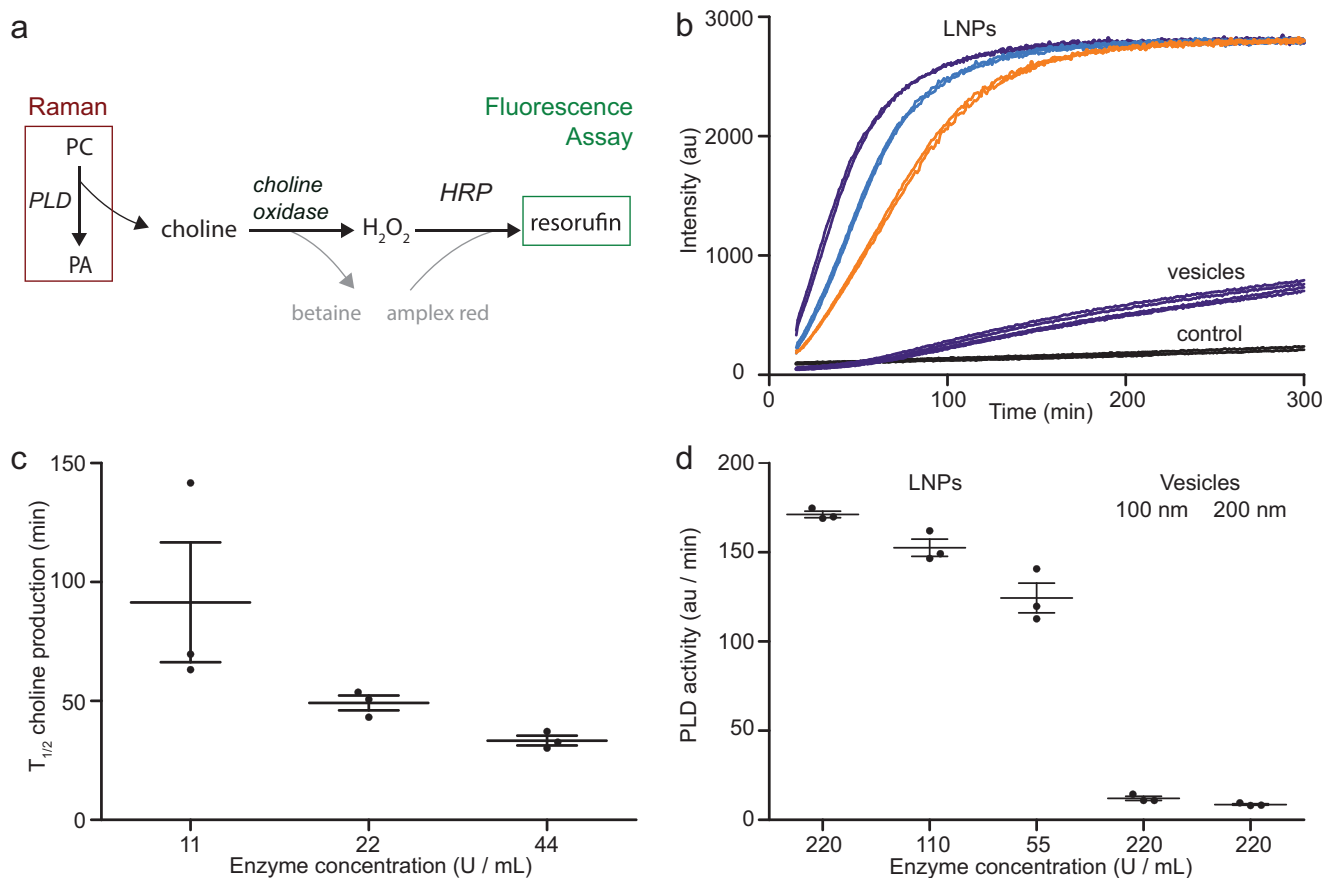 a
Raman
PC
PLD
PA
choline
choline
oxidase
H₂O₂
HRP
Fluorescence
Assay
resorufin
betaine
amplex red
b
LNPs
vesicles
control
Intensity (au)
3000
2000
1000
0
0
100
200
300
Time (min)
c
T₁/₂ choline production (min)
150
100
50
0
11
22
44
Enzyme concentration (U / mL)
d
LNPs
Vesicles
100 nm 200 nm
PLD activity (au / min)
200
150
100
50
0
220
110
55
220
220
Enzyme concentration (U / mL)